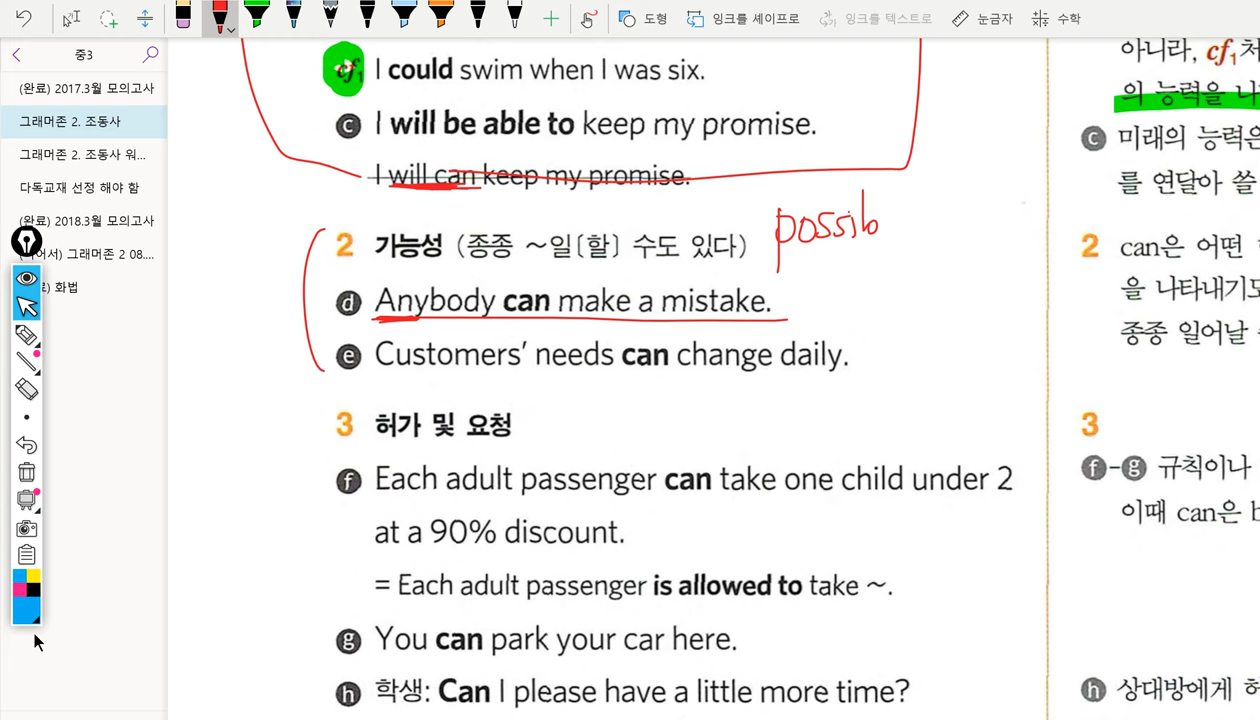 도형 잉크를 셰이프로 잉크를 텍스트로 눈금자 수학
중3
(완료) 2017.3월 모의고사
그래머존 2. 조동사
그래머존 2. 조동사 워...
다독교재 선정 해야 함
(완료) 2018.3월 모의고사
그래머존 2 08....
화법
cf1 I could swim when I was six.
c I will be able to keep my promise.
I will can keep my promise.
2 가능성 (종종 ~일[할] 수도 있다) possib
d Anybody can make a mistake.
e Customers' needs can change daily.
3 허가 및 요청
f Each adult passenger can take one child under 2
at a 90% discount.
= Each adult passenger is allowed to take ~.
g You can park your car here.
h 학생: Can I please have a little more time?
아니라, cf1처
의 능력을 나
c 미래의 능력은
를 연달아 쓸
2 can은 어떤
을 나타내기도
종종 일어날
3
f-g 규칙이나
이때 can은 b
h 상대방에게 허